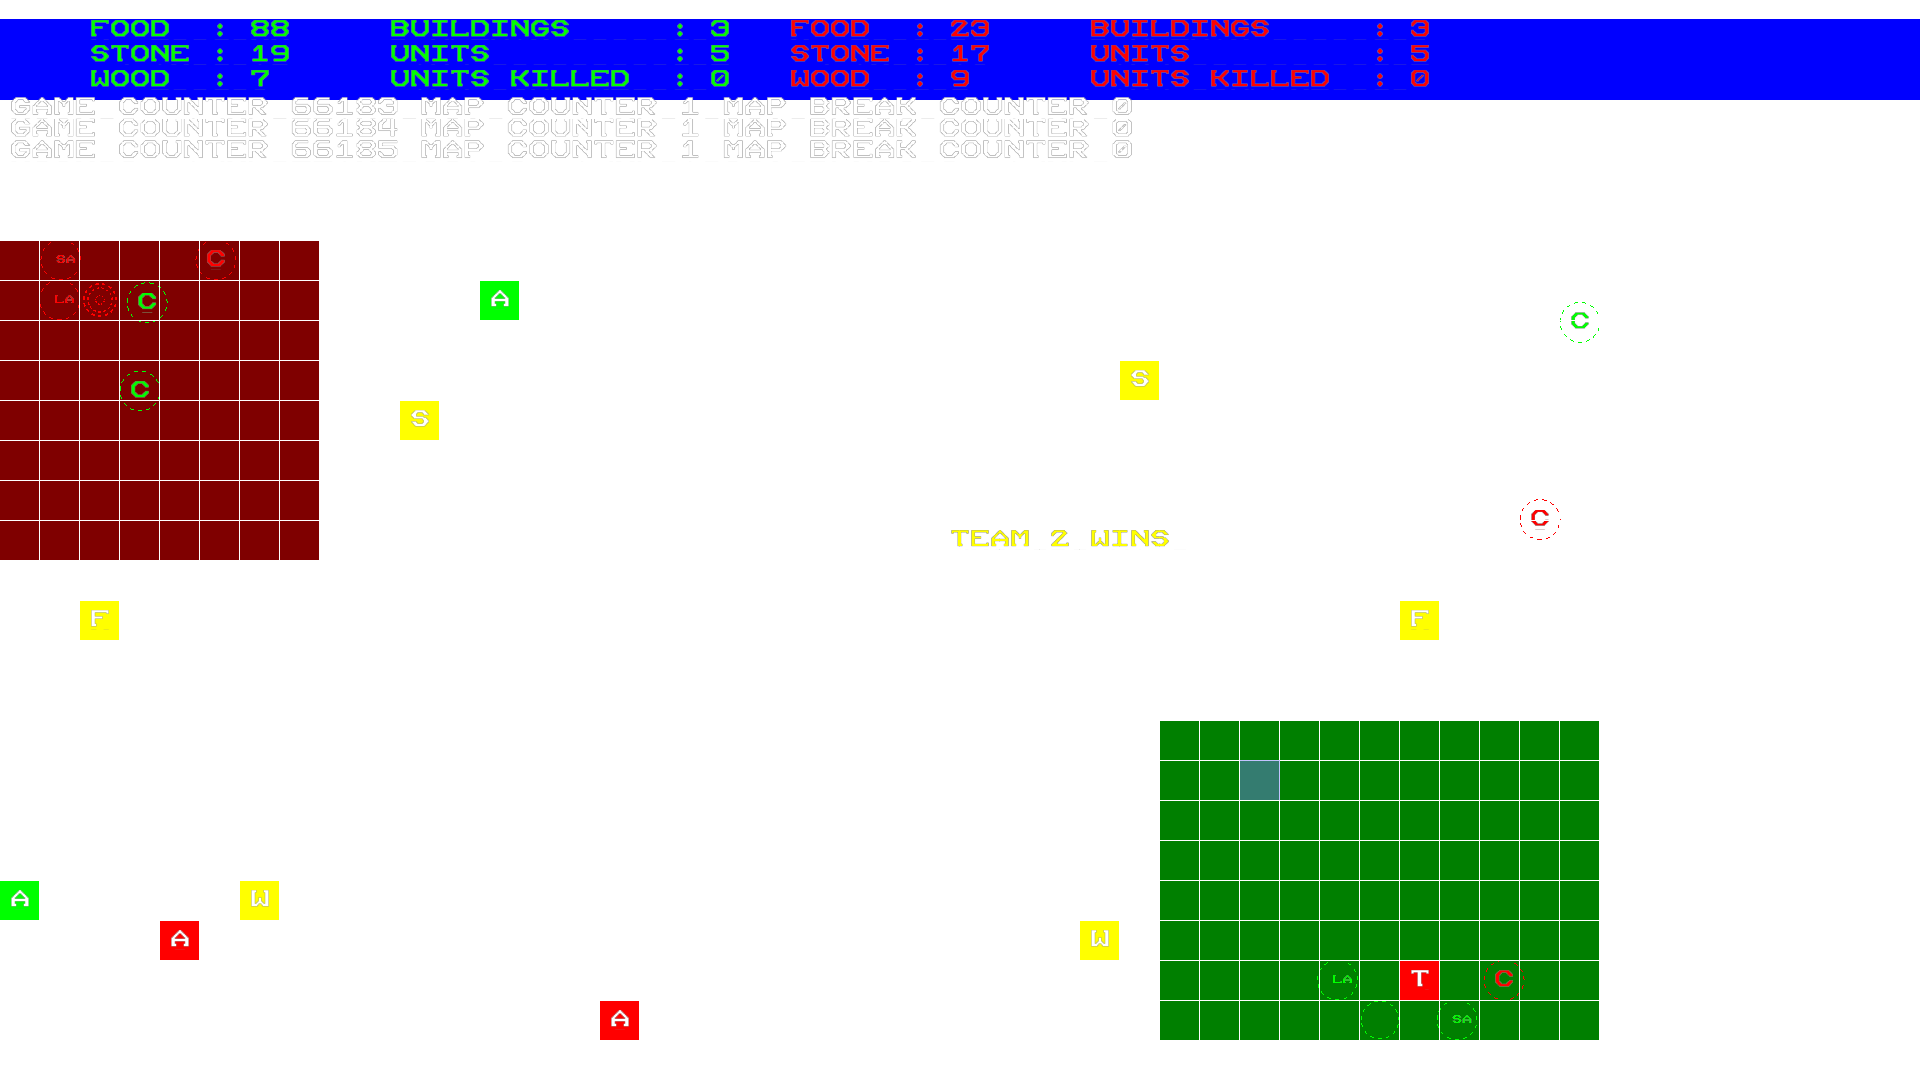 FOOD : 88 BUILDINGS : 3 FOOD : 23 BUILDINGS : 3
STONE : 19 UNITS : 5 STONE : 17 UNITS : 5
WOOD : 7 UNITS KILLED : 0 WOOD : 9 UNITS KILLED : 0
GAME COUNTER 66183 MAP COUNTER 1 MAP BREAK COUNTER 0
GAME COUNTER 66184 MAP COUNTER 1 MAP BREAK COUNTER 0
GAME COUNTER 66185 MAP COUNTER 1 MAP BREAK COUNTER 0
SA C
LA C A
C
S
C
S
C
TEAM 2 WINS
F F
A W
A W
LA T C
A SA